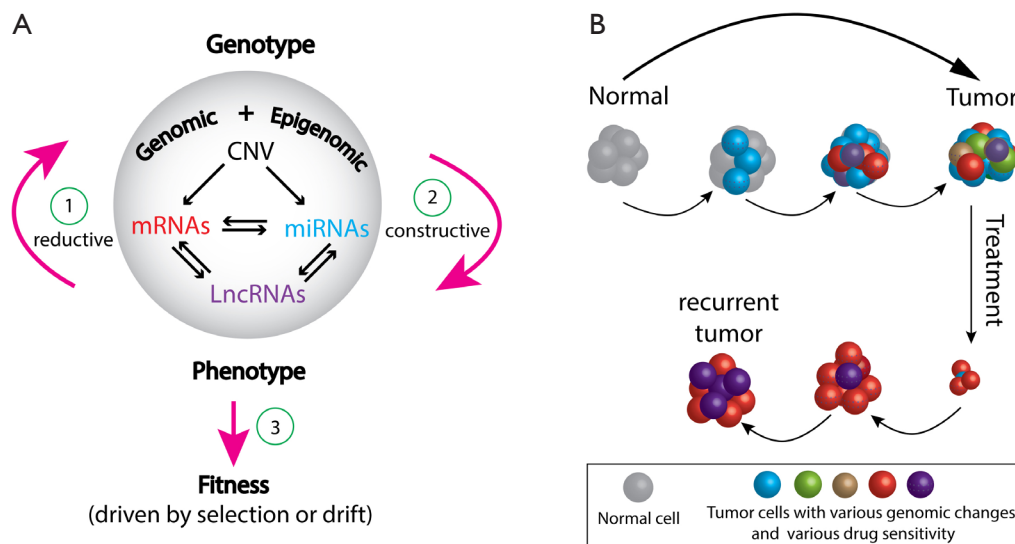 A
Genotype
Genomic + Epigenomic
CNV
1
reductive
2
constructive
mRNAs
miRNAs
LncRNAs
Phenotype
3
Fitness
(driven by selection or drift)
B
Normal
Tumor
Treatment
recurrent
tumor
Normal cell
Tumor cells with various genomic changes
and various drug sensitivity